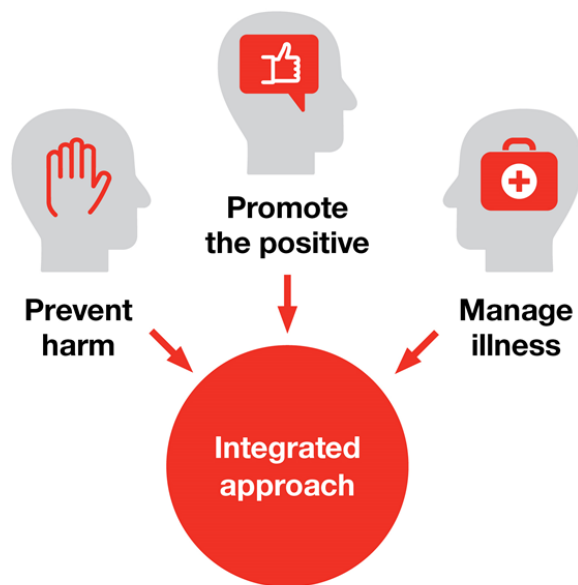 Promote
the positive
Prevent
harm
Manage
illness
Integrated
approach